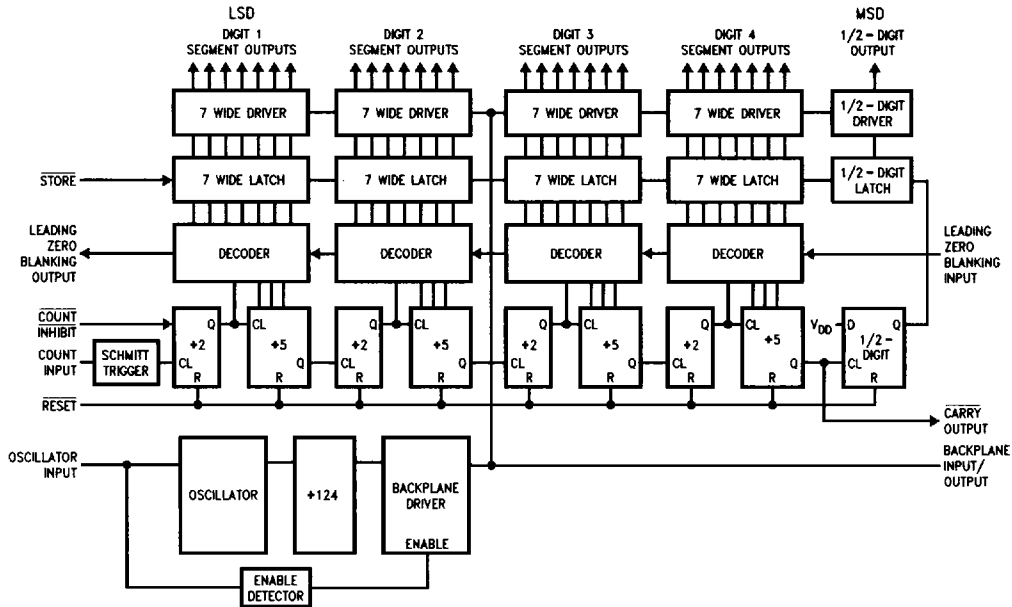 LSD
MSD
DIGIT 1
SEGMENT OUTPUTS
DIGIT 2
SEGMENT OUTPUTS
DIGIT 3
SEGMENT OUTPUTS
DIGIT 4
SEGMENT OUTPUTS
1/2-DIGIT
OUTPUT
7 WIDE DRIVER
7 WIDE DRIVER
7 WIDE DRIVER
7 WIDE DRIVER
1/2-DIGIT
DRIVER
STORE
7 WIDE LATCH
7 WIDE LATCH
7 WIDE LATCH
7 WIDE LATCH
1/2-DIGIT
LATCH
LEADING
ZERO
BLANKING
OUTPUT
DECODER
DECODER
DECODER
DECODER
LEADING
ZERO
BLANKING
INPUT
COUNT
INHIBIT
COUNT
INPUT
SCHMITT
TRIGGER
Q
+2
CL
R
CL
+5
Q
R
Q
+2
CL
R
CL
+5
Q
R
Q
+2
CL
R
CL
+5
Q
R
Q
+2
CL
R
CL
+5
Q
R
VDD
D
Q
1/2-
DIGIT
CL
R
RESET
CARRY
OUTPUT
OSCILLATOR
INPUT
OSCILLATOR
+124
BACKPLANE
DRIVER
ENABLE
BACKPLANE
INPUT/
OUTPUT
ENABLE
DETECTOR